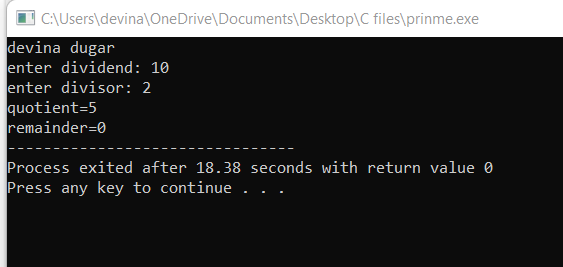 C:\Users\devina\OneDrive\Documents\Desktop\C files\prinme.exe
devina dugar
enter dividend: 10
enter divisor: 2
quotient=5
remainder=0
--------------------------------
Process exited after 18.38 seconds with return value 0
Press any key to continue . . .